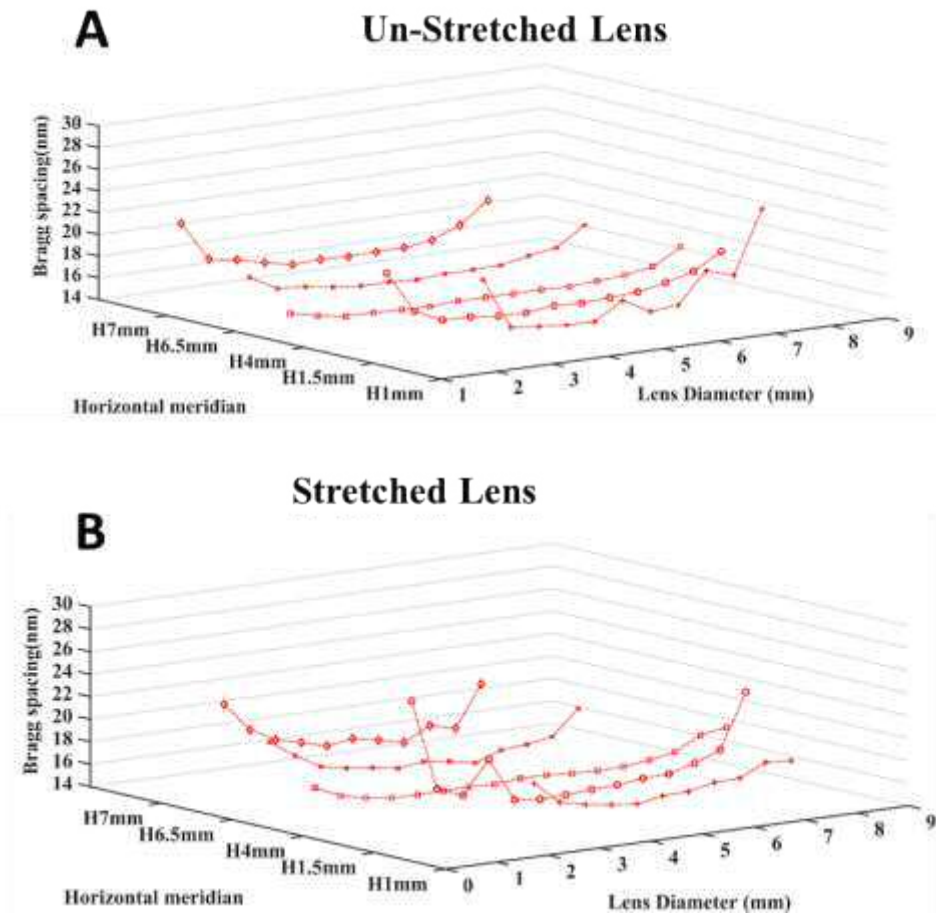 A
Un-Stretched Lens
Bragg spacing(nm)
30
28
26
24
22
20
18
16
14
H7mm
H6.5mm
H4mm
H1.5mm
H1mm
Horizontal meridian
1
2
3
4
5
6
7
8
9
Lens Diameter (mm)
Stretched Lens
B
Bragg spacing(nm)
30
28
26
24
22
20
18
16
14
H7mm
H6.5mm
H4mm
H1.5mm
H1mm
Horizontal meridian
0
1
2
3
4
5
6
7
8
9
Lens Diameter (mm)